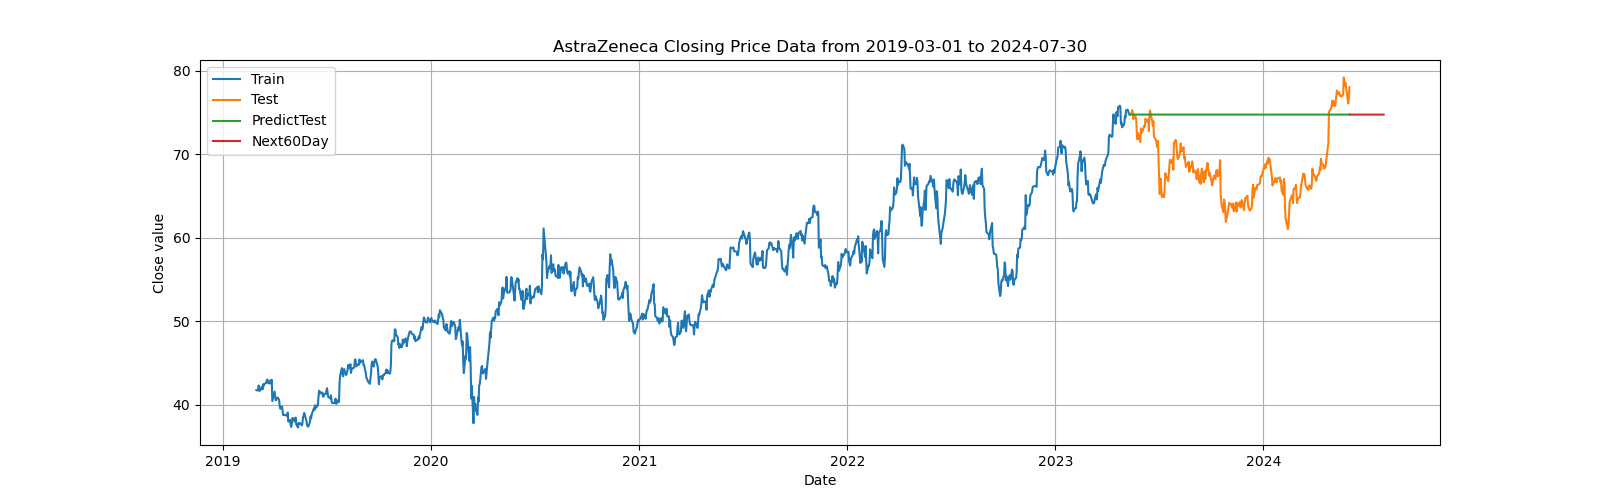 AstraZeneca Closing Price Data from 2019-03-01 to 2024-07-30
Train
Test
PredictTest
Next60Day
80
70
60
50
40
Close value
2019
2020
2021
2022
2023
2024
Date